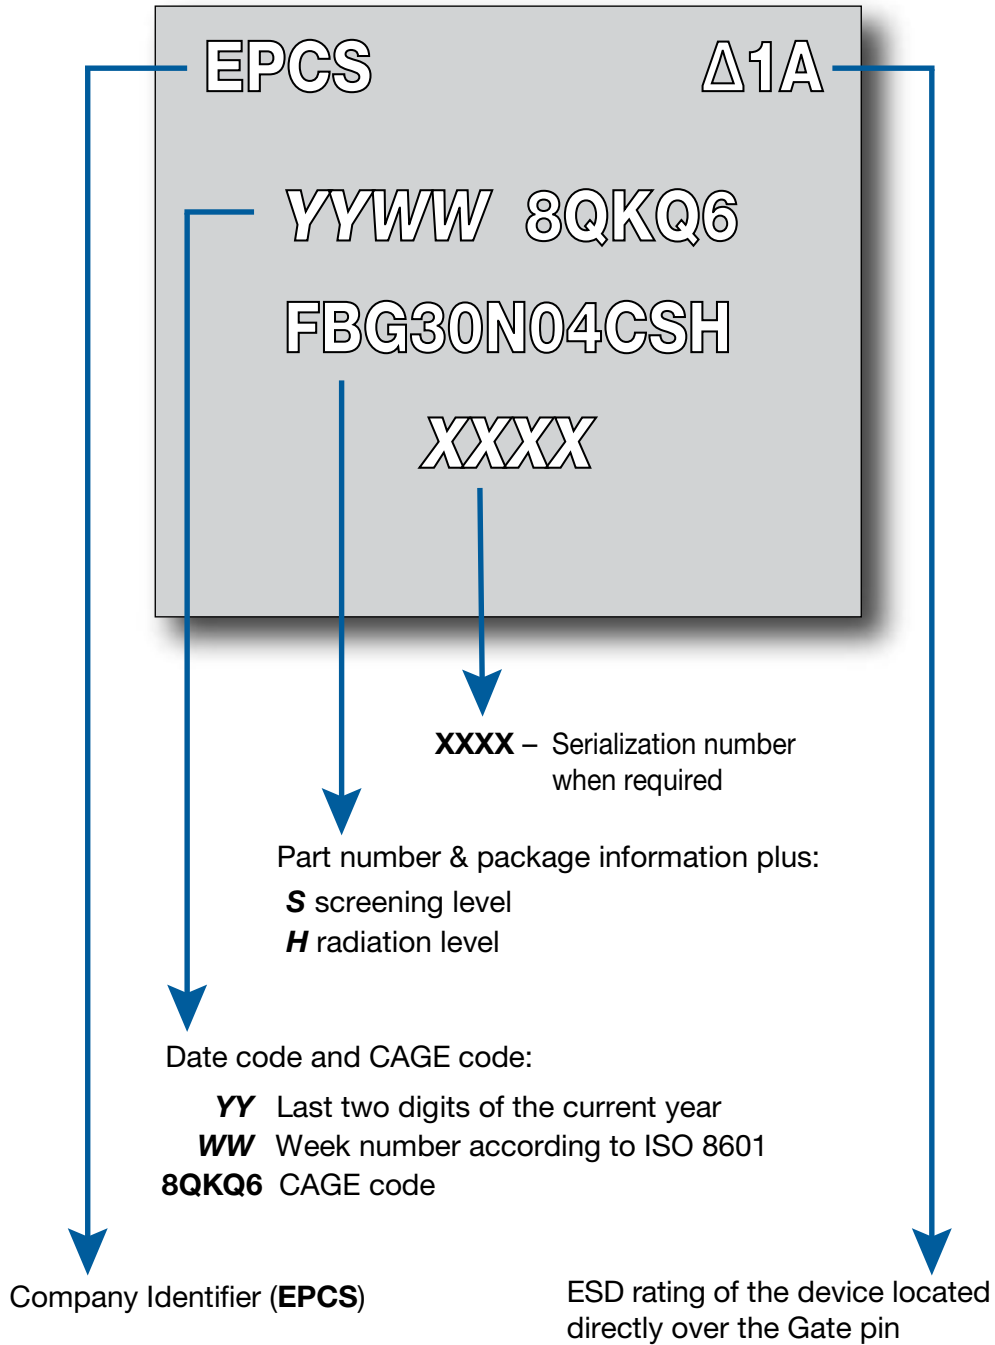 EPCS Δ1A
YYWW 8QKQ6
FBG30N04CSH
XXXX
XXXX – Serialization number
when required
Part number & package information plus:
S screening level
H radiation level
Date code and CAGE code:
YY Last two digits of the current year
WW Week number according to ISO 8601
8QKQ6 CAGE code
Company Identifier (EPCS)
ESD rating of the device located
directly over the Gate pin